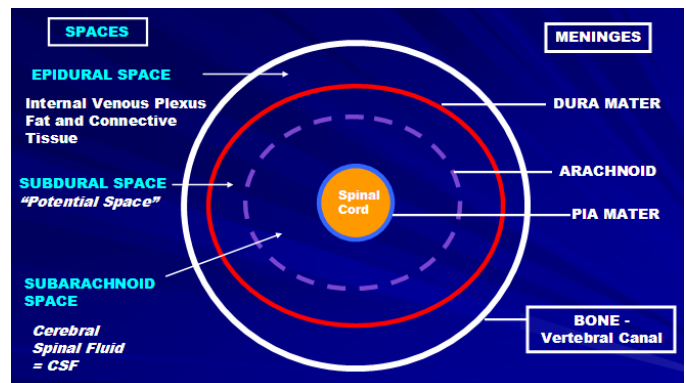 SPACES
EPIDURAL SPACE
Internal Venous Plexus
Fat and Connective
Tissue
SUBDURAL SPACE
“Potential Space”
SUBARACHNOID
SPACE
Cerebral
Spinal Fluid
= CSF
Spinal
Cord
MENINGES
DURA MATER
ARACHNOID
PIA MATER
BONE -
Vertebral Canal